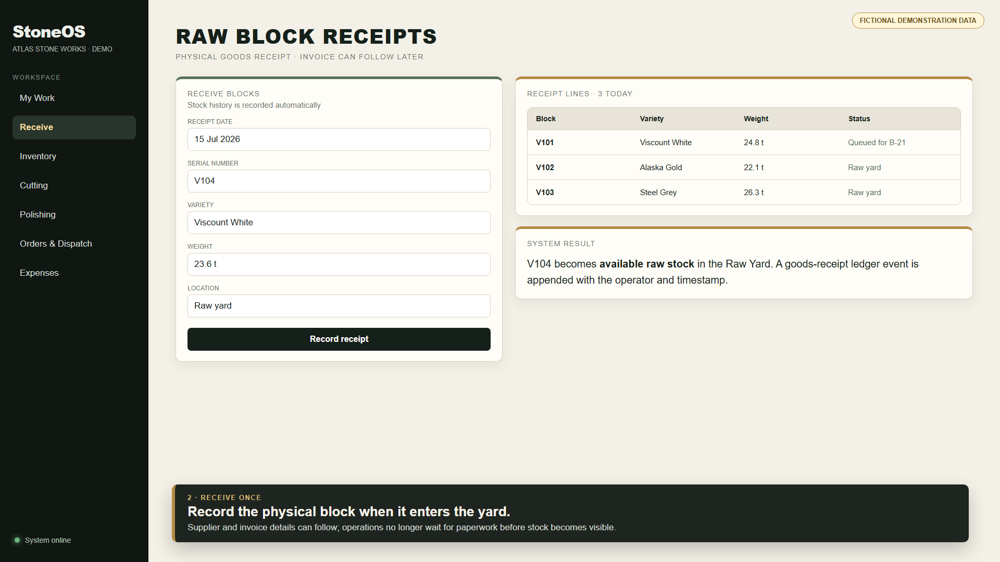 StoneOS
ATLAS STONE WORKS · DEMO
WORKSPACE
My Work
Receive
Inventory
Cutting
Polishing
Orders & Dispatch
Expenses
System online
FICTIONAL DEMONSTRATION DATA
RAW BLOCK RECEIPTS
PHYSICAL GOODS RECEIPT · INVOICE CAN FOLLOW LATER
RECEIVE BLOCKS
Stock history is recorded automatically
RECEIPT DATE
15 Jul 2026
SERIAL NUMBER
V104
VARIETY
Viscount White
WEIGHT
23.6 t
LOCATION
Raw yard
Record receipt
RECEIPT LINES · 3 TODAY
Block Variety Weight Status
V101 Viscount White 24.8 t Queued for B-21
V102 Alaska Gold 22.1 t Raw yard
V103 Steel Grey 26.3 t Raw yard
SYSTEM RESULT
V104 becomes available raw stock in the Raw Yard. A goods-receipt ledger event is
appended with the operator and timestamp.
2 · RECEIVE ONCE
Record the physical block when it enters the yard.
Supplier and invoice details can follow; operations no longer wait for paperwork before stock becomes visible.